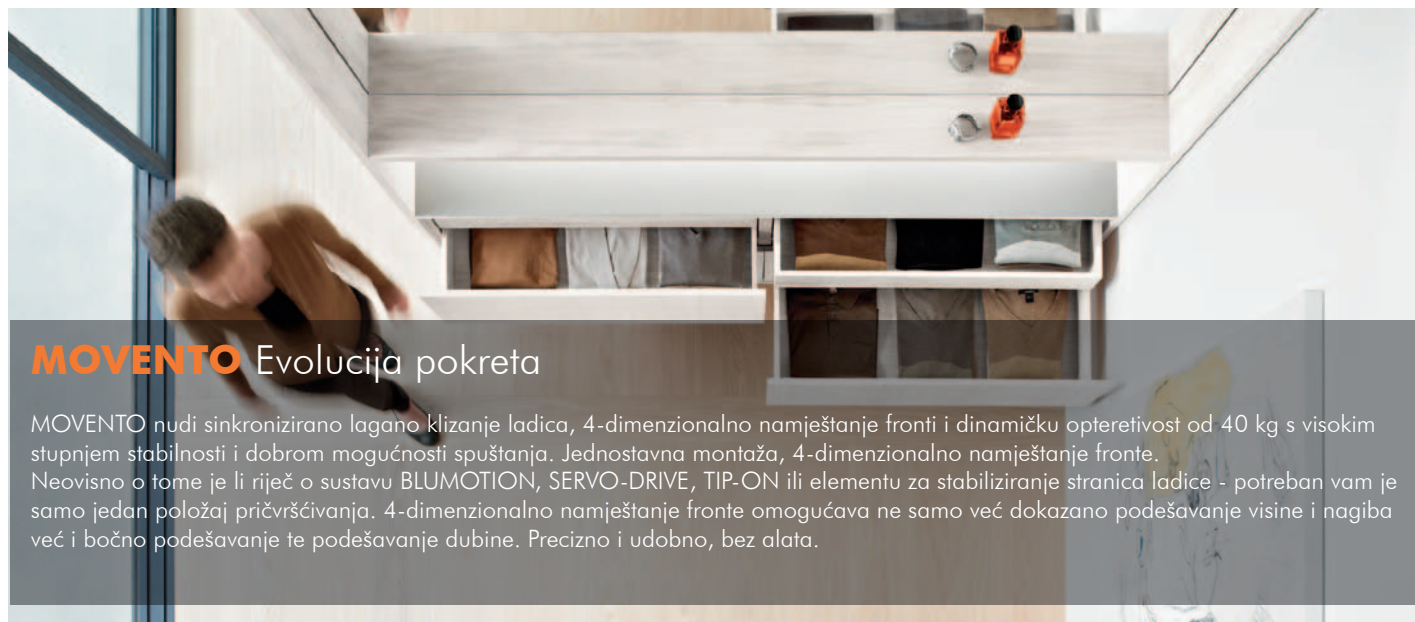 MOVENTO Evolucija pokreta
MOVENTO nudi sinkronizirano lagano klizanje ladica, 4-dimenzionalno namještanje fronti i dinamičku opteretivost od 40 kg s visokim
stupnjem stabilnosti i dobrom mogućnosti spuštanja. Jednostavna montaža, 4-dimenzionalno namještanje fronte.
Neovisno o tome je li riječ o sustavu BLUMOTION, SERVO-DRIVE, TIP-ON ili elementu za stabiliziranje stranica ladice - potreban vam je
samo jedan položaj pričvršćivanja. 4-dimenzionalno namještanje fronte omogućava ne samo već dokazano podešavanje visine i nagiba
već i bočno podešavanje te podešavanje dubine. Precizno i udobno, bez alata.